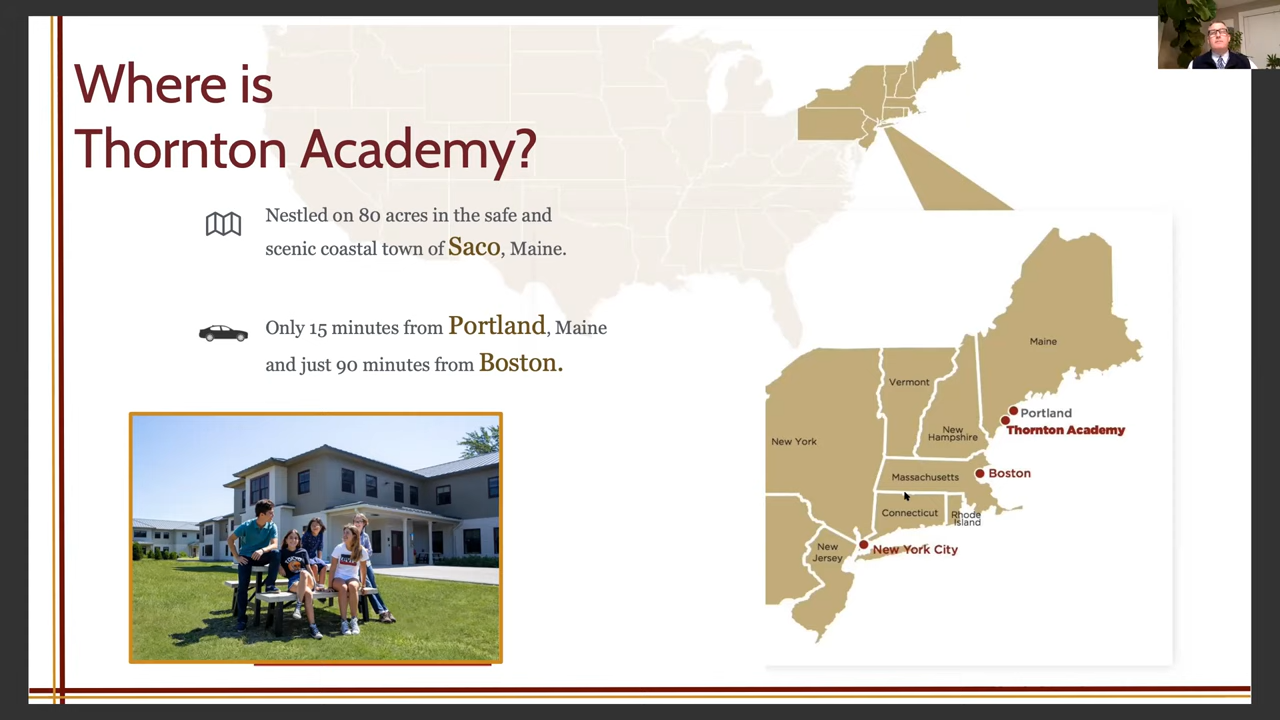 Where is
Thornton Academy?
Nestled on 80 acres in the safe and
scenic coastal town of Saco, Maine.
Only 15 minutes from Portland, Maine
and just 90 minutes from Boston.
Maine
Vermont
Portland
Thornton Academy
New
Hampshire
New York
Massachusetts
Boston
Connecticut
Rhode
Island
New
Jersey
New York City